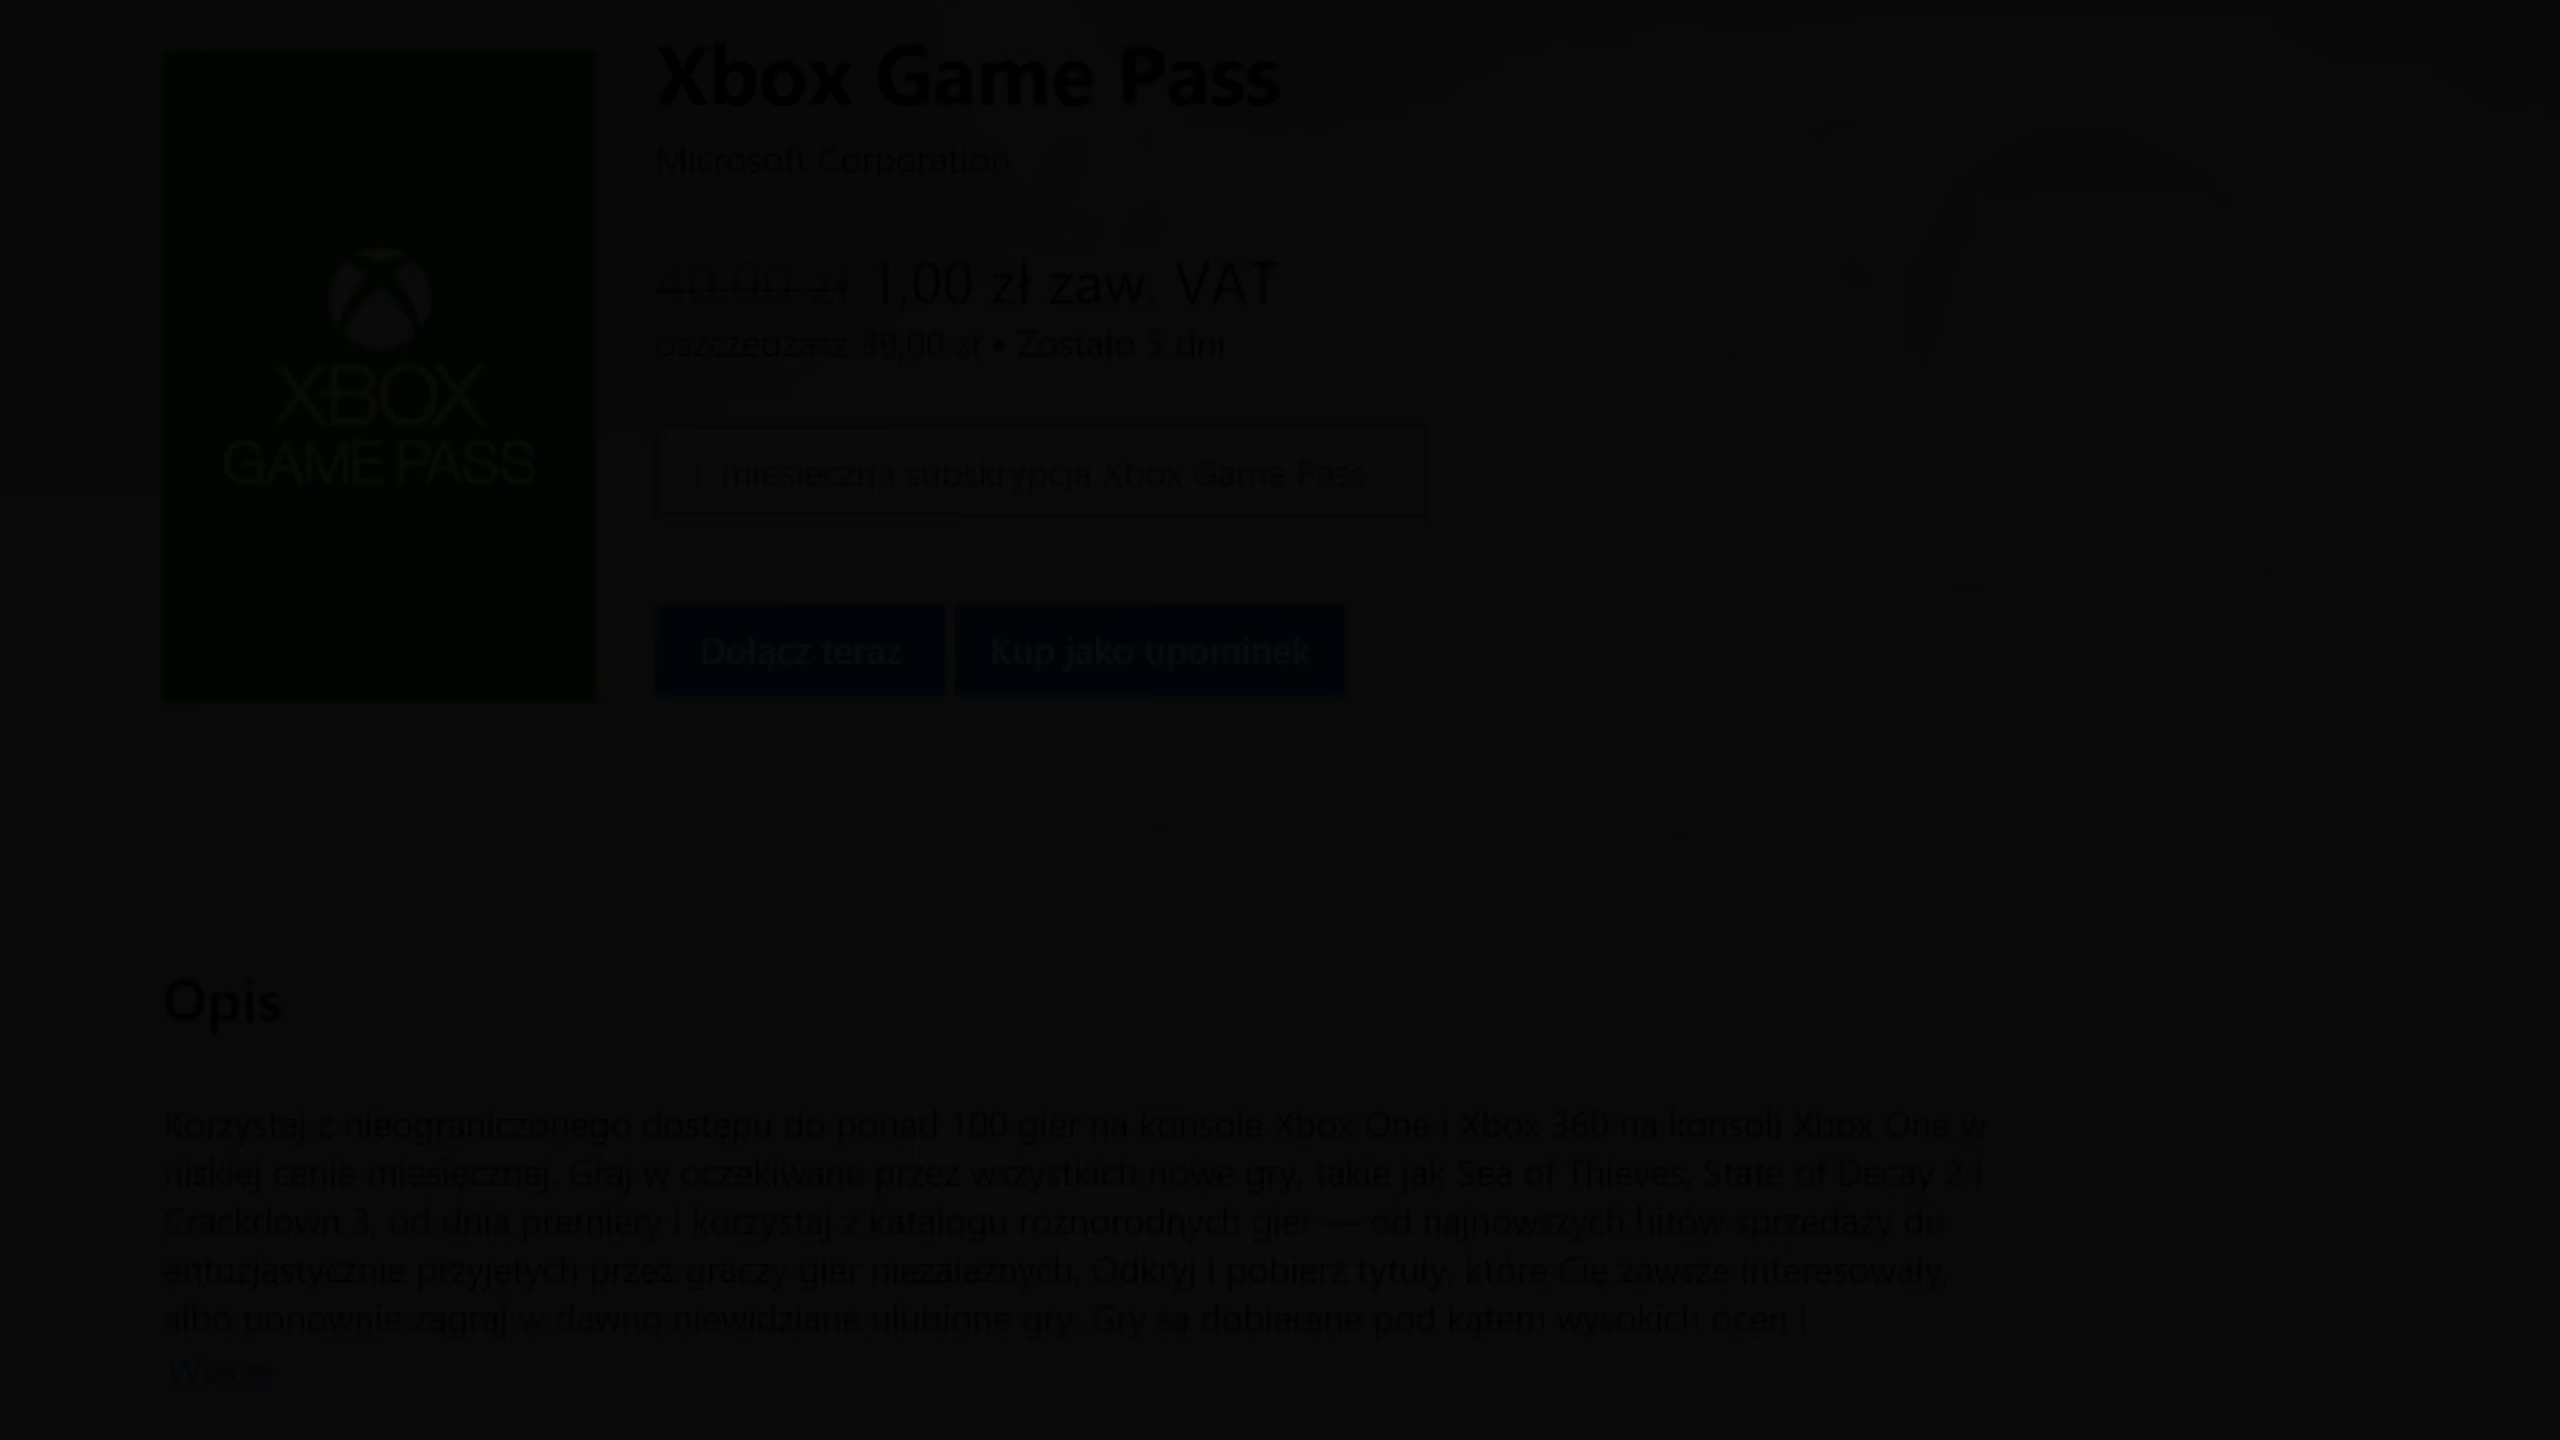 Xbox Game Pass
Microsoft Corporation
40,00 zł 1,00 zł zaw. VAT
oszczędzasz 39,00 zł • Zostało 5 dni
XBOX
GAME PASS
1-miesięczna subskrypcja Xbox Game Pass
Dołącz teraz
Kup jako upominek
Opis
Korzystaj z nieograniczonego dostępu do ponad 100 gier na konsole Xbox One i Xbox 360 na konsoli Xbox One w
niskiej cenie miesięcznej. Graj w oczekiwane przez wszystkich nowe gry, takie jak Sea of Thieves, State of Decay 2 i
Crackdown 3, od dnia premiery i korzystaj z katalogu różnorodnych gier — od najnowszych hitów sprzedaży do
entuzjastycznie przyjętych przez graczy gier niezależnych. Odkryj i pobierz tytuły, które Cię zawsze interesowały,
albo ponownie zagraj w dawno niewidziane ulubione gry. Gry są dobierane pod kątem wysokich ocen i
Więcej